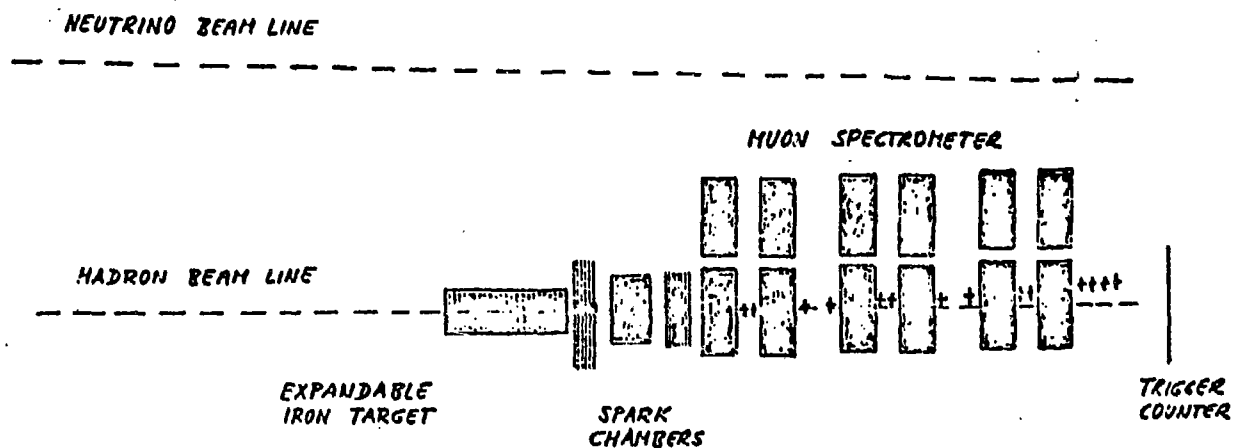 NEUTRINO BEAM LINE
MUON SPECTROMETER
HADRON BEAM LINE
EXPANDABLE
IRON TARGET
SPARK
CHAMBERS
TRIGGER
COUNTER